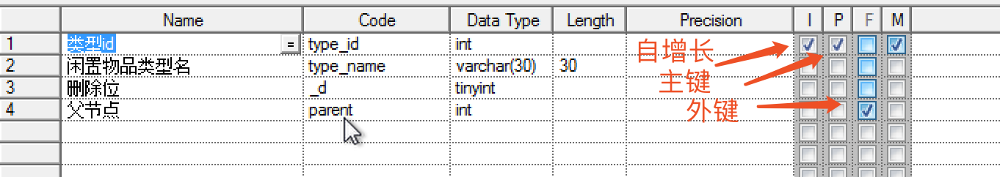 Name Code Data Type Length Precision I P F M
1 类型id = type_id int
2 闲置物品类型名 type_name varchar(30) 30
3 删除位 _d tinyint
4 父节点 parent int
自增长
主键
外键